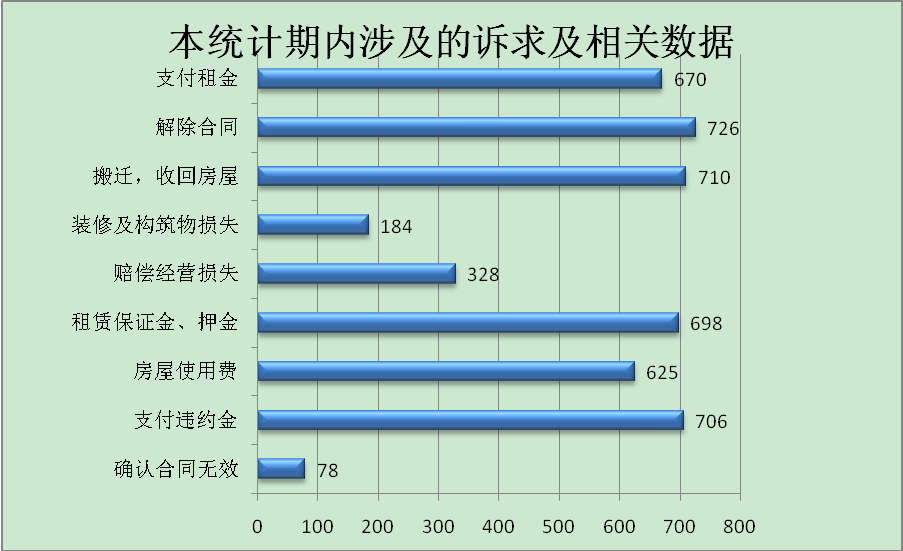 本统计期内涉及的诉求及相关数据
支付租金 670
解除合同 726
搬迁，收回房屋 710
装修及构筑物损失 184
赔偿经营损失 328
租赁保证金、押金 698
房屋使用费 625
支付违约金 706
确认合同无效 78
0 100 200 300 400 500 600 700 800